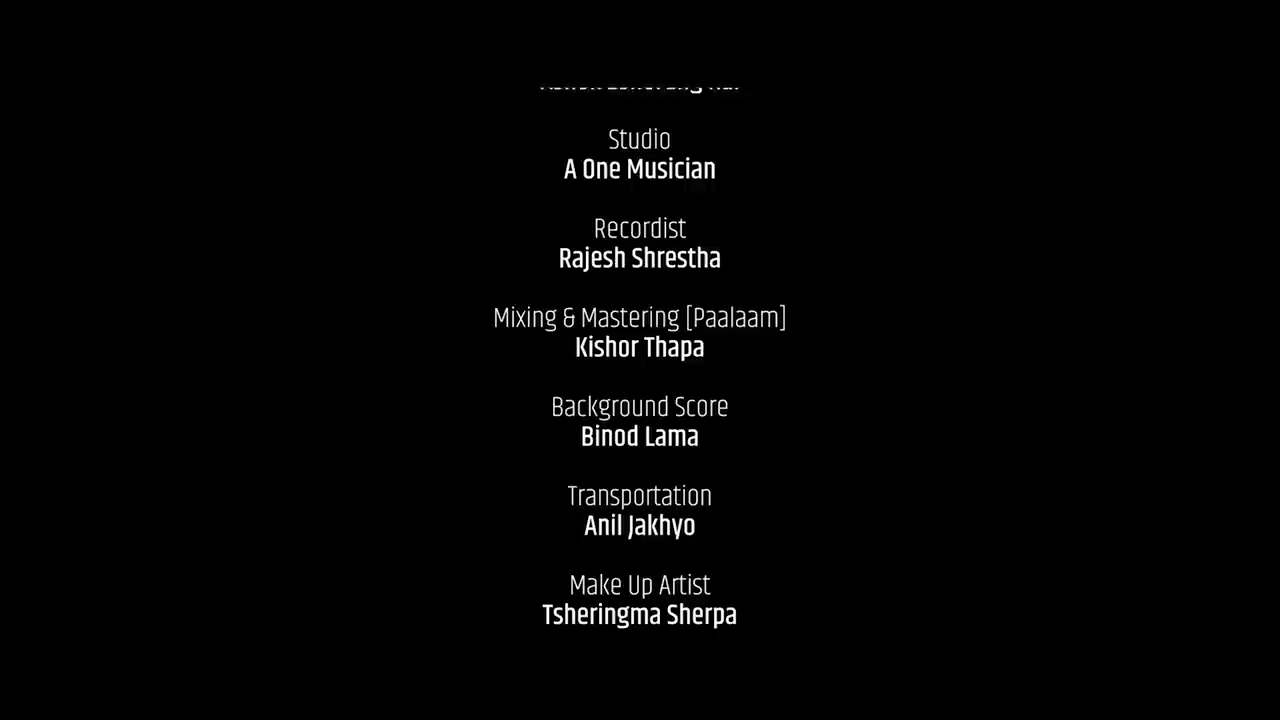 Studio
A One Musician
Recordist
Rajesh Shrestha
Mixing & Mastering [Paalaam]
Kishor Thapa
Background Score
Binod Lama
Transportation
Anil Jakhyo
Make Up Artist
Tsheringma Sherpa